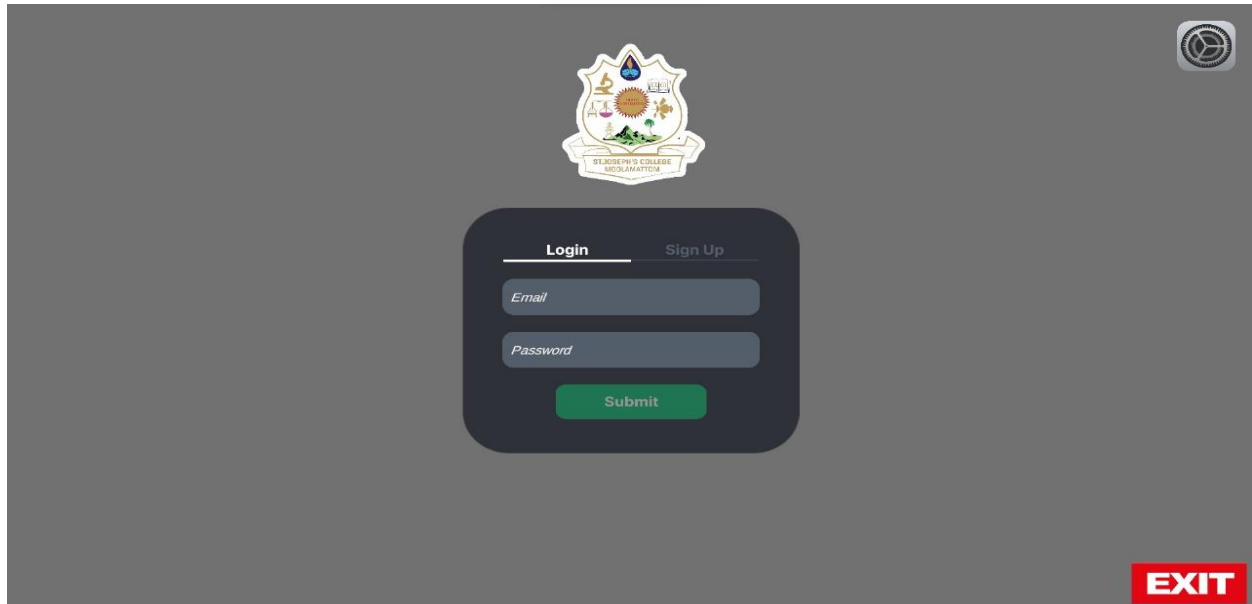 ST.JOSEPH'S COLLEGE
MOOLAMATTOM
Login
Sign Up
Email
Password
Submit
EXIT